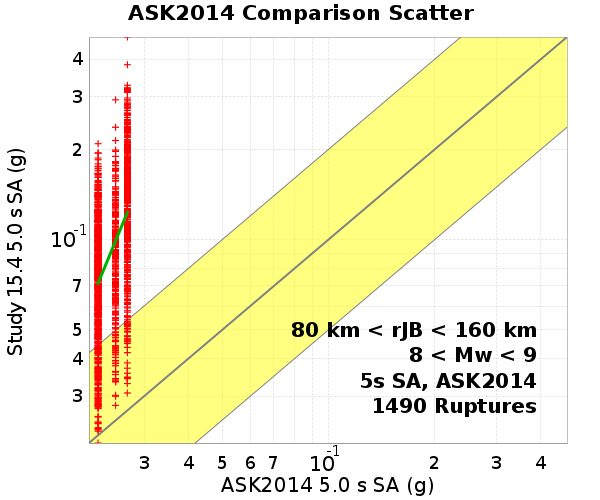 ASK2014 Comparison Scatter
Study 15.4 5.0 s SA (g)
4
3
2
10-1
7
5
4
3
80 km < rJB < 160 km
8 < Mw < 9
5s SA, ASK2014
1490 Ruptures
3 4 5 6 7 10-1 2 3 4
ASK2014 5.0 s SA (g)